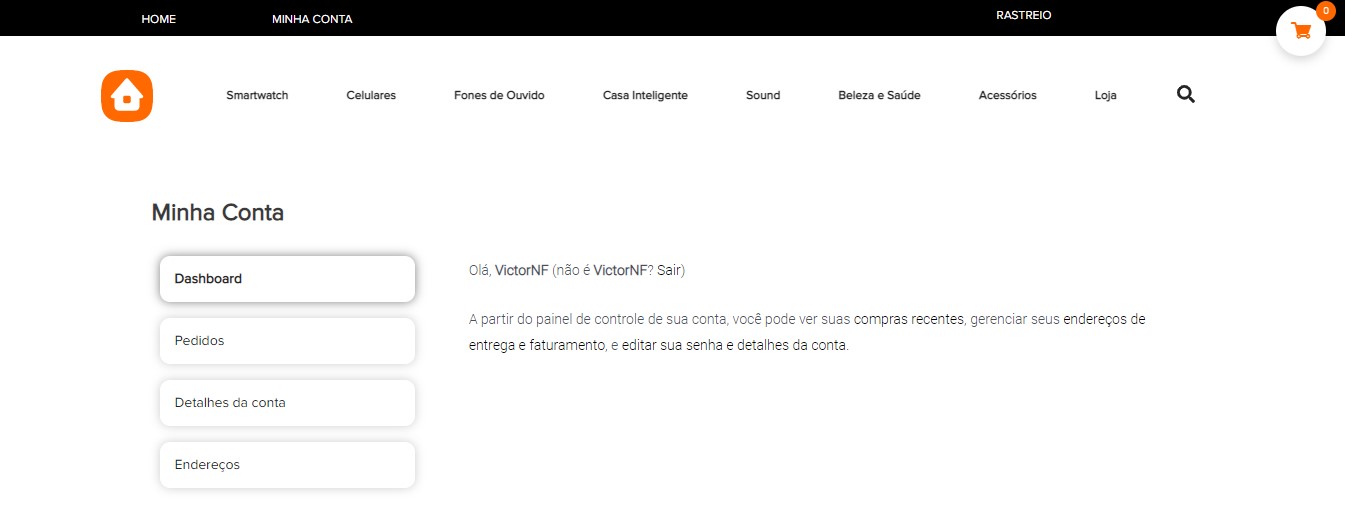 HOME
MINHA CONTA
RASTREIO
0
Smartwatch
Celulares
Fones de Ouvido
Casa Inteligente
Sound
Beleza e Saúde
Acessórios
Loja
Minha Conta
Dashboard
Pedidos
Detalhes da conta
Endereços
Olá, VictorNF (não é VictorNF? Sair)
A partir do painel de controle de sua conta, você pode ver suas compras recentes, gerenciar seus endereços de
entrega e faturamento, e editar sua senha e detalhes da conta.